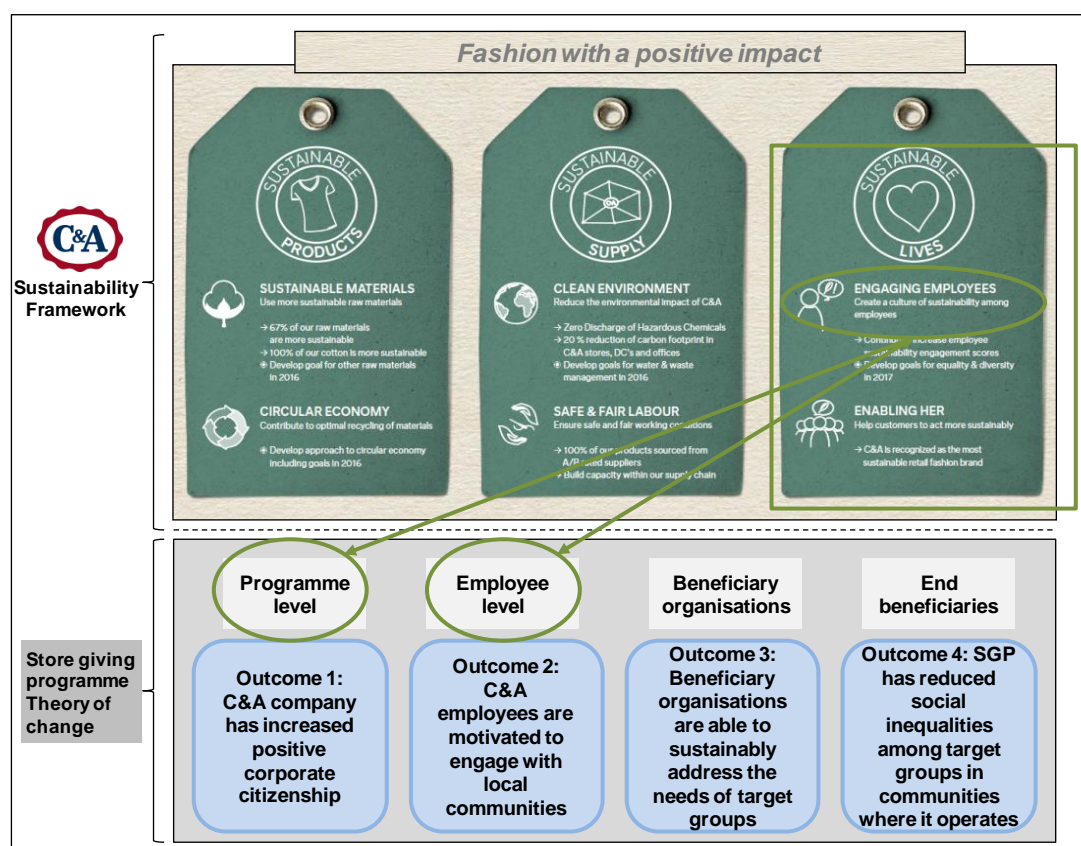 Fashion with a positive impact
SUSTAINABLE
PRODUCTS
SUSTAINABLE MATERIALS
Use more sustainable raw materials
→ 67% of our raw materials
are more sustainable
→ 100% of our cotton is more sustainable
Develop goal for other raw materials
in 2016
CIRCULAR ECONOMY
Contribute to optimal recycling of materials
Develop approach to circular economy
including goals in 2016
SUSTAINABLE
C&A
SUPPLY
CLEAN ENVIRONMENT
Reduce the environmental impact of C&A
→ Zero Discharge of Hazardous Chemicals
→ 20 % reduction of carbon footprint in
C&A stores, DC's and offices
Develop goals for water & waste
management in 2016
SAFE & FAIR LABOUR
Ensure safe and fair working conditions
→ 100% of our products sourced from
A/B rated suppliers
→ Build capacity within our supply chain
SUSTAINABLE
LIVES
ENGAGING EMPLOYEES
Create a culture of sustainability among
employees
→ Continously increase employee
sustainability engagement scores
Develop goals for equality & diversity
in 2017
ENABLING HER
Help customers to act more sustainably
→ C&A is recognized as the most
sustainable retail fashion brand
C&A
Sustainability
Framework
Programme
level
Employee
level
Beneficiary
organisations
End
beneficiaries
Store giving
programme
Theory of
change
Outcome 1:
C&A company
has increased
positive
corporate
citizenship
Outcome 2:
C&A
employees are
motivated to
engage with
local
communities
Outcome 3:
Beneficiary
organisations
are able to
sustainably
address the
needs of target
groups
Outcome 4: SGP
has reduced
social
inequalities
among target
groups in
communities
where it operates